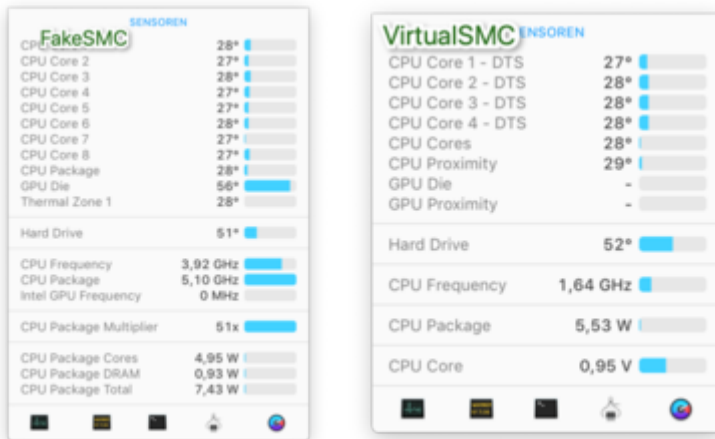 SENSOREN
FakeSMC
28°
CPU Core 2 27°
CPU Core 3 28°
CPU Core 4 27°
CPU Core 5 27°
CPU Core 6 28°
CPU Core 7 27°
CPU Core 8 27°
CPU Package 28°
GPU Die 56°
Thermal Zone 1 28°
Hard Drive 51°
CPU Frequency 3,92 GHz
CPU Package 5,10 GHz
Intel GPU Frequency 0 MHz
CPU Package Multiplier 51x
CPU Package Cores 4,95 W
CPU Package DRAM 0,93 W
CPU Package Total 7,43 W
VirtualSMC ENSOREN
CPU Core 1 - DTS 27°
CPU Core 2 - DTS 28°
CPU Core 3 - DTS 28°
CPU Core 4 - DTS 28°
CPU Cores 28°
CPU Proximity 29°
GPU Die -
GPU Proximity -
Hard Drive 52°
CPU Frequency 1,64 GHz
CPU Package 5,53 W
CPU Core 0,95 V